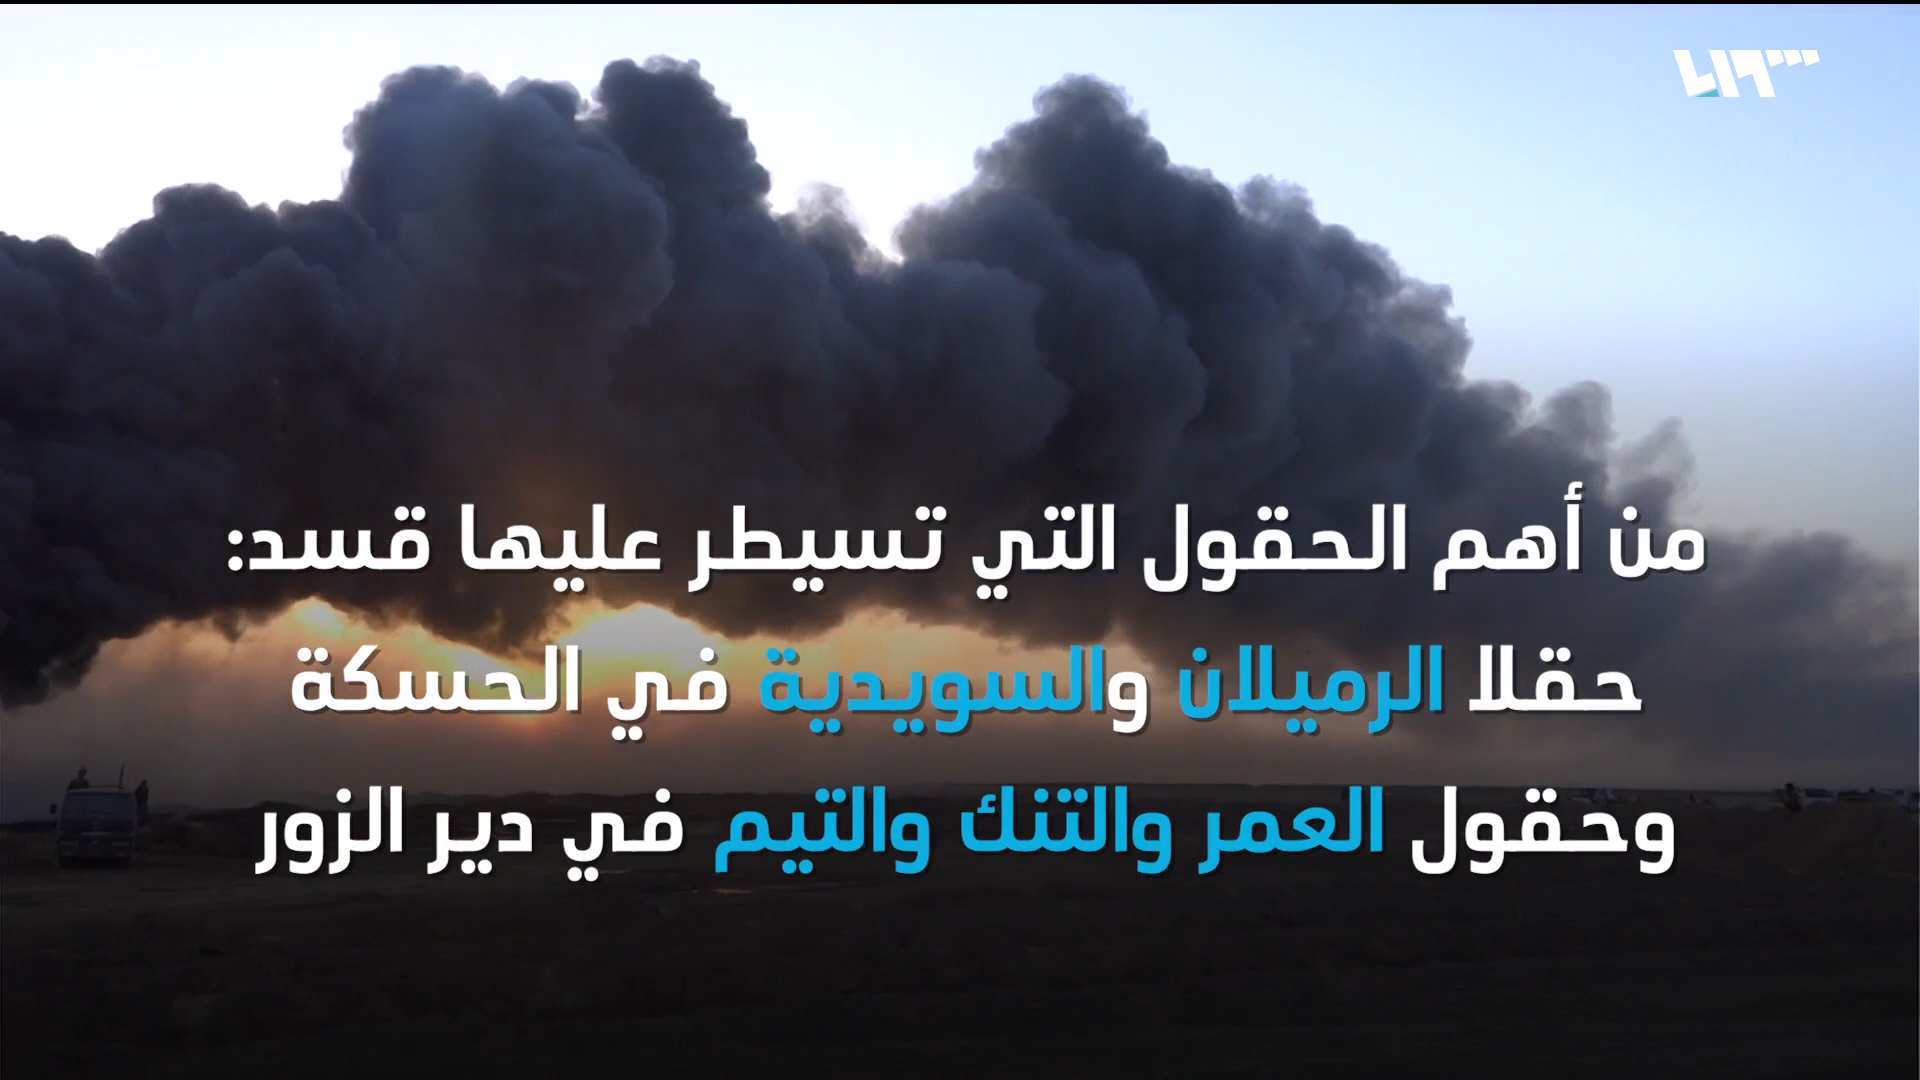 من أهم الحقول التي تسيطر عليها قسد:
حقلا الرميلان والسويدية في الحسكة
وحقول العمر والتنك والتيم في دير الزور